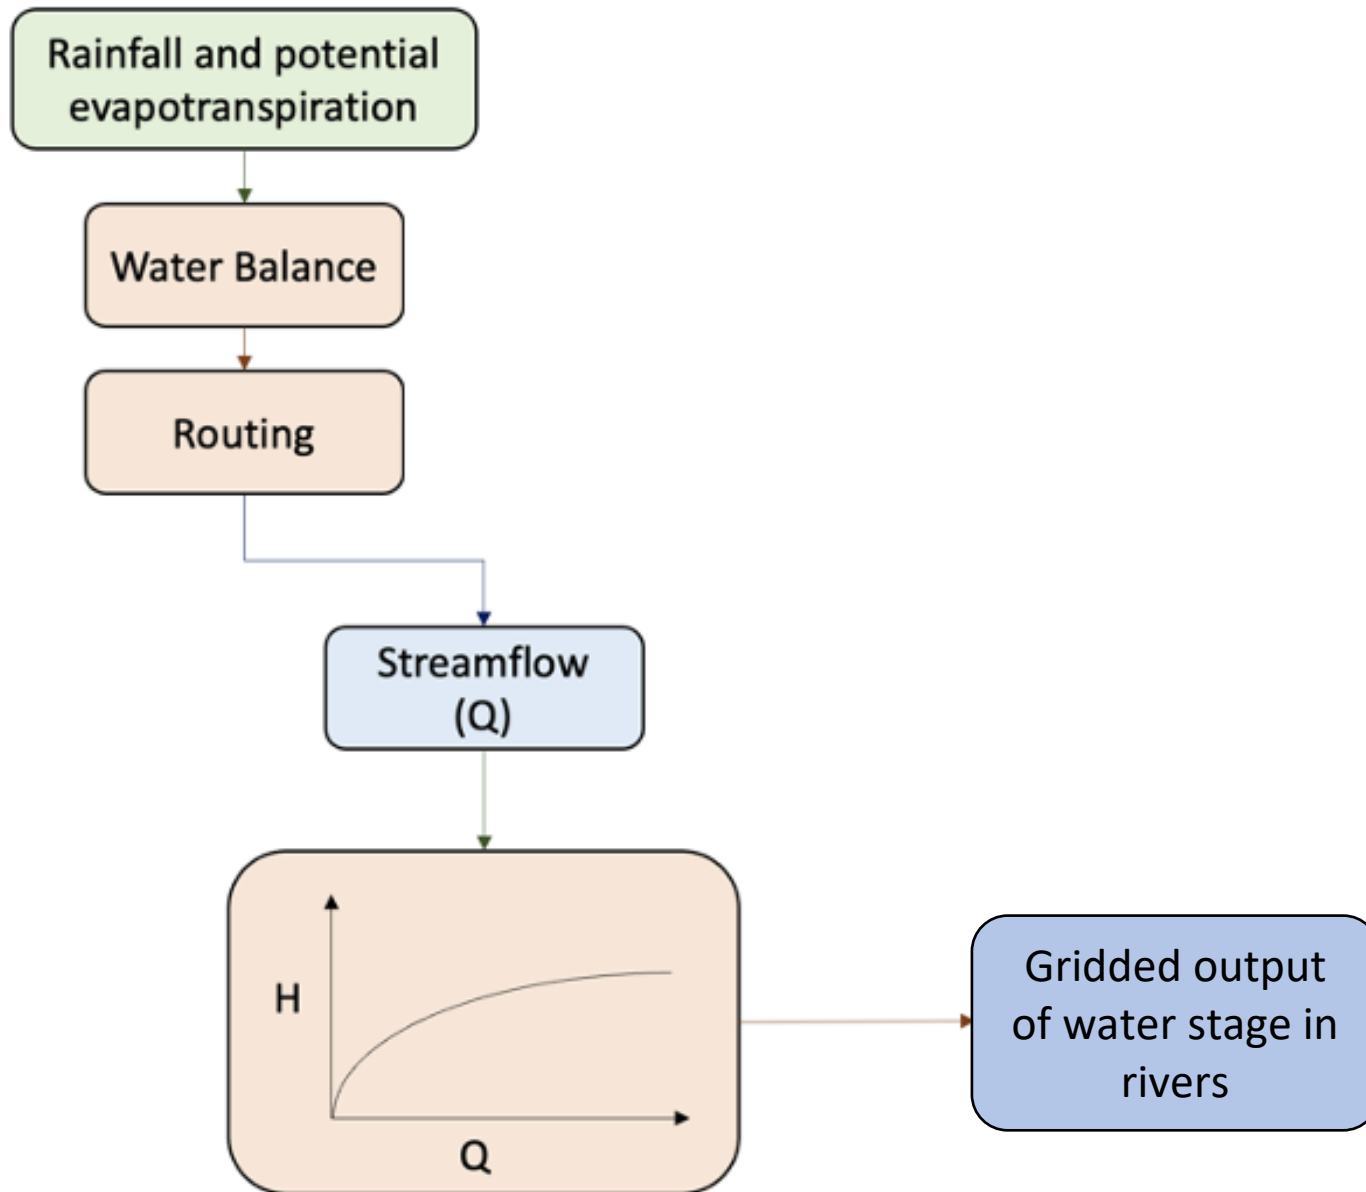 Rainfall and potential
evapotranspiration
Water Balance
Routing
Streamflow
(Q)
H
Q
Gridded output
of water stage in
rivers